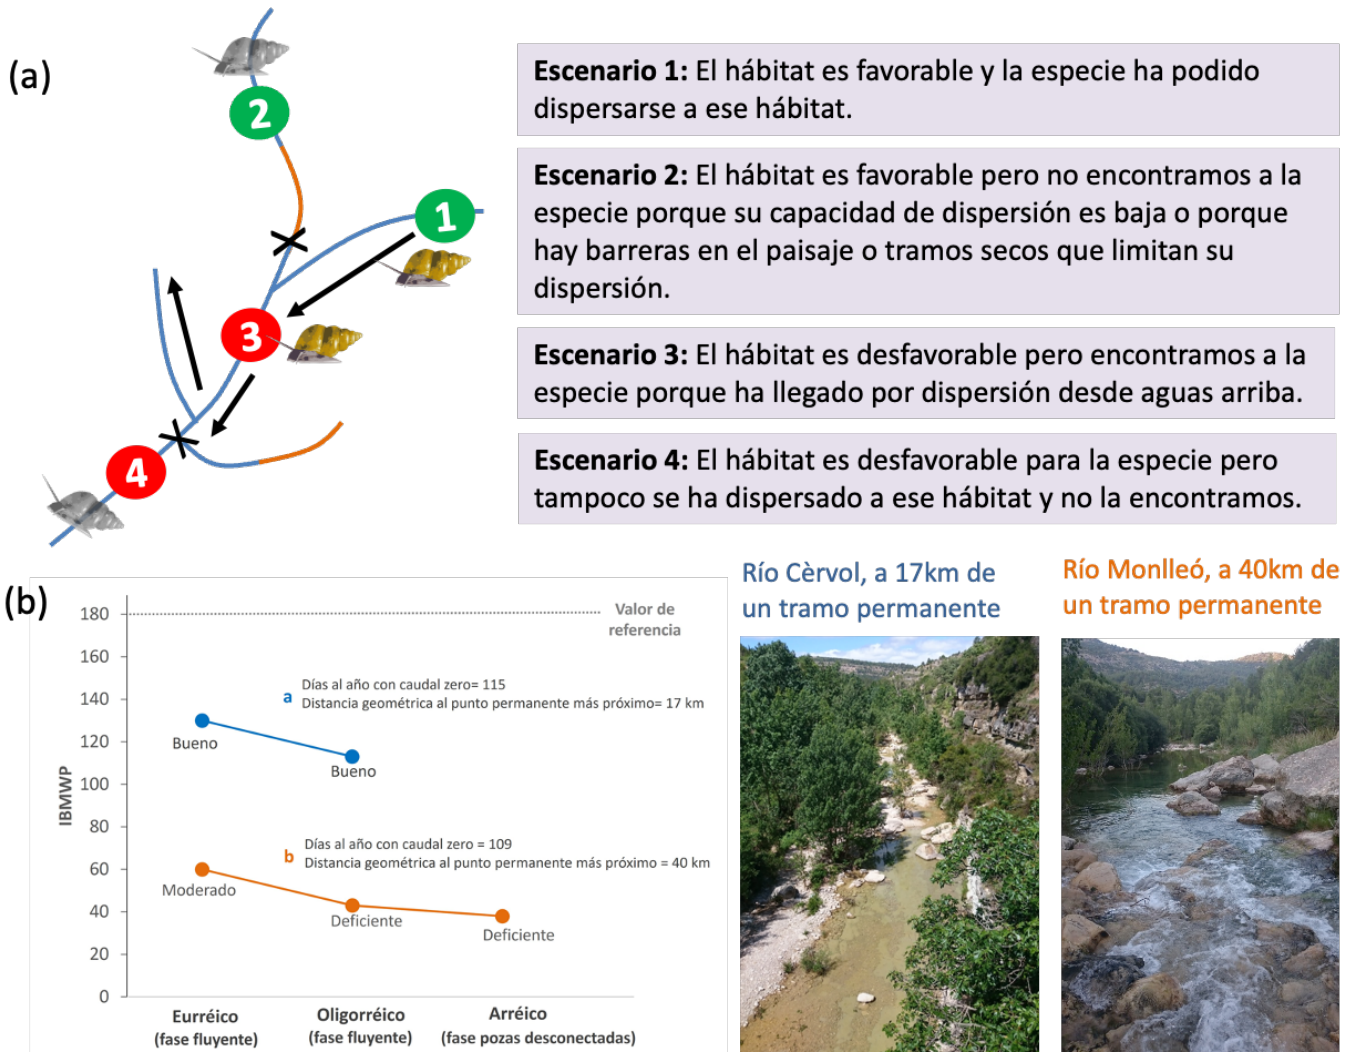 (a)
2
1
3
4
Escenario 1: El hábitat es favorable y la especie ha podido
dispersarse a ese hábitat.
Escenario 2: El hábitat es favorable pero no encontramos a la
especie porque su capacidad de dispersión es baja o porque
hay barreras en el paisaje o tramos secos que limitan su
dispersión.
Escenario 3: El hábitat es desfavorable pero encontramos a la
especie porque ha llegado por dispersión desde aguas arriba.
Escenario 4: El hábitat es desfavorable para la especie pero
tampoco se ha dispersado a ese hábitat y no la encontramos.
(b)
IBMWP
180
160
140
120
100
80
60
40
20
0
Valor de
referencia
a
Días al año con caudal zero= 115
Distancia geométrica al punto permanente más próximo= 17 km
Bueno
Bueno
b
Días al año con caudal zero = 109
Distancia geométrica al punto permanente más próximo = 40 km
Moderado
Deficiente
Deficiente
Eurréico
(fase fluyente)
Oligorréico
(fase fluyente)
Arréico
(fase pozas desconectadas)
Río Cèrvol, a 17km de
un tramo permanente
Río Monlleó, a 40km de
un tramo permanente